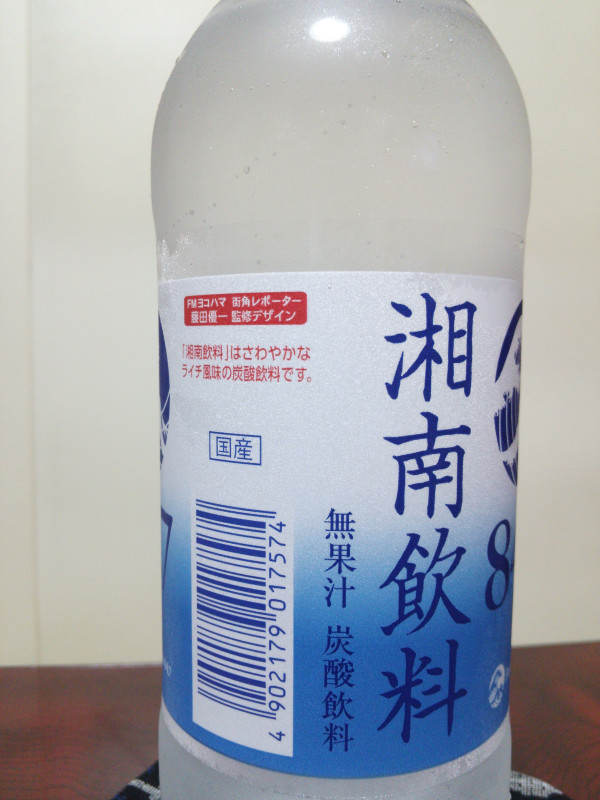 FMヨコハマ 街角レポーター
藤田優一 監修デザイン
「湘南飲料」はさわやかな
ライチ風味の炭酸飲料です。
国産
4902179017574
無果汁 炭酸飲料
湘南飲料
8